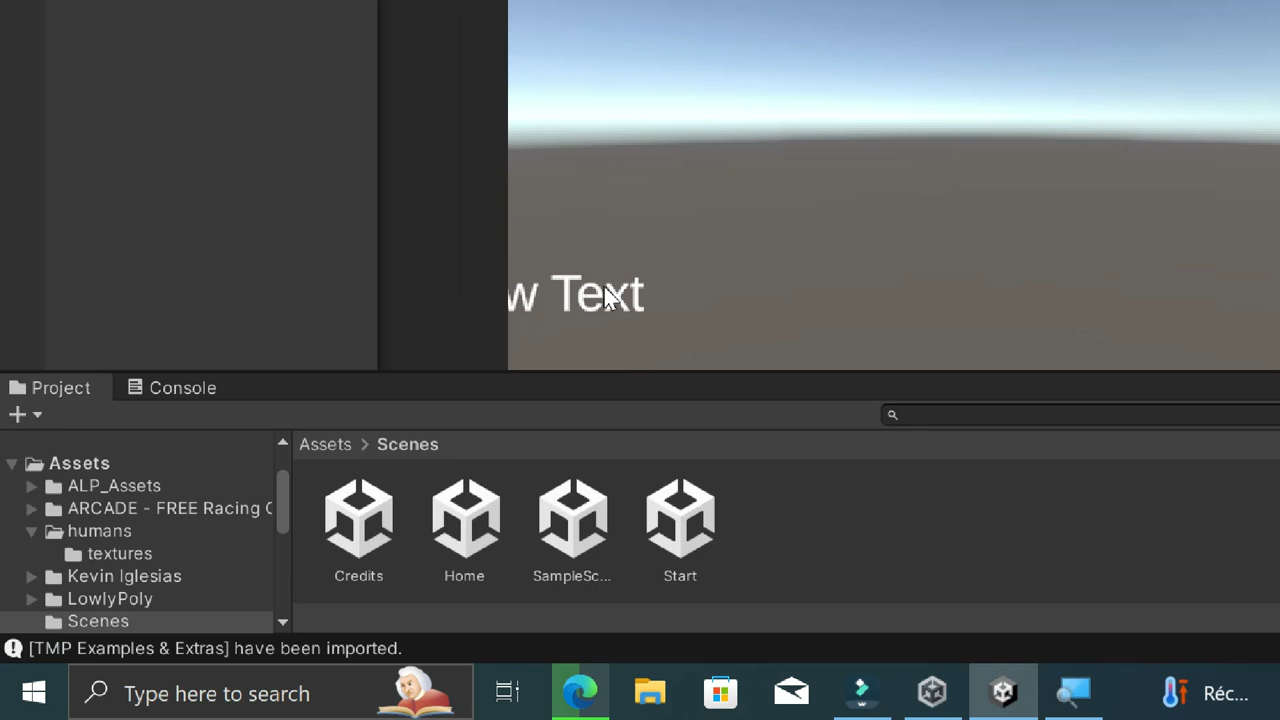 w Text
Project
Console
Assets > Scenes
Assets
ALP_Assets
ARCADE - FREE Racing C
humans
textures
Kevin Iglesias
LowlyPoly
Scenes
Credits
Home
SampleSc...
Start
[TMP Examples & Extras] have been imported.
Type here to search
Réc...